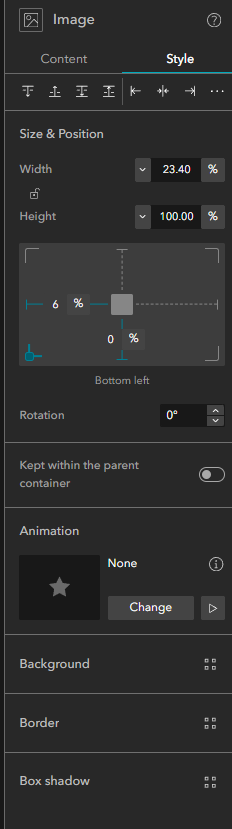 Image
?
Content Style
Size & Position
Width 23.40 %
Height 100.00 %
6 %
0 %
Bottom left
Rotation 0°
Kept within the parent
container
Animation
None
Change
Background
Border
Box shadow